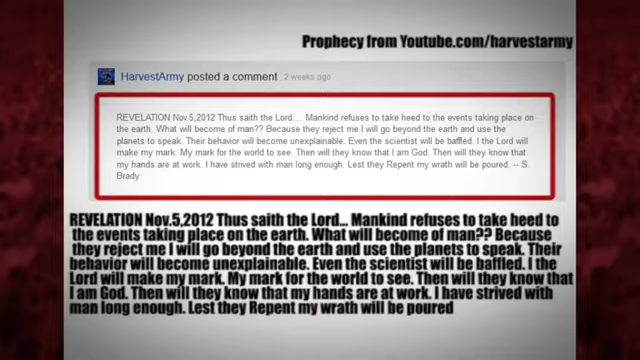 Prophecy from Youtube.com/harvestarmy
HarvestArmy posted a comment 2 weeks ago
REVELATION Nov.5,2012 Thus saith the Lord.... Mankind refuses to take heed to the events taking place on
the earth. What will become of man?? Because they reject me I will go beyond the earth and use the
planets to speak. Their behavior will become unexplainable. Even the scientist will be baffled. I the Lord
will make my mark. My mark for the world to see. Then will they know that I am God. Then will they know that
my hands are at work. I have strived with man long enough. Lest they Repent my wrath will be poured. -- S.
Brady
REVELATION Nov.5,2012 Thus saith the Lord... Mankind refuses to take heed to
the events taking place on the earth. What will become of man?? Because
they reject me I will go beyond the earth and use the planets to speak. Their
behavior will become unexplainable. Even the scientist will be baffled. I the
Lord will make my mark. My mark for the world to see. Then will they know that
I am God. Then will they know that my hands are at work. I have strived with
man long enough. Lest they Repent my wrath will be poured